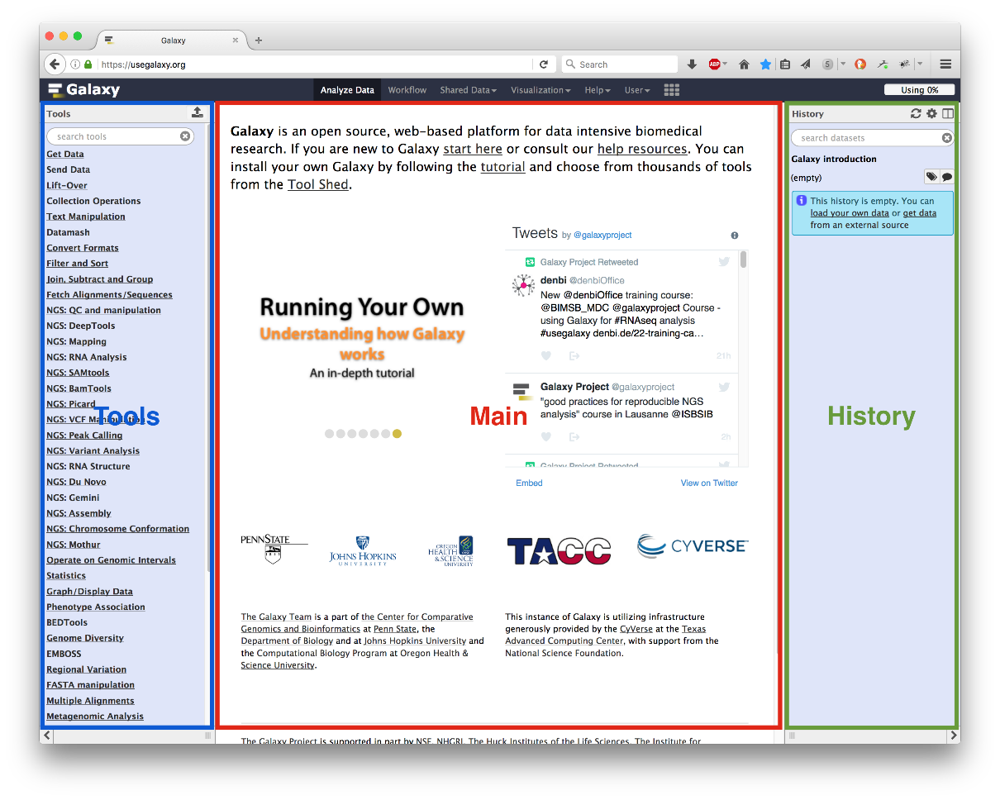 Galaxy
https://usegalaxy.org
Search
ABP
5
Galaxy
Analyze Data
Workflow
Shared Data
Visualization
Help
User
Using 0%
Tools
search tools
Get Data
Send Data
Lift-Over
Collection Operations
Text Manipulation
Datamash
Convert Formats
Filter and Sort
Join, Subtract and Group
Fetch Alignments/Sequences
NGS: QC and manipulation
NGS: DeepTools
NGS: Mapping
NGS: RNA Analysis
NGS: SAMtools
NGS: BamTools
NGS: Picard
NGS: VCF Manipulation
NGS: Peak Calling
NGS: Variant Analysis
NGS: RNA Structure
NGS: Du Novo
NGS: Gemini
NGS: Assembly
NGS: Chromosome Conformation
NGS: Mothur
Operate on Genomic Intervals
Statistics
Graph/Display Data
Phenotype Association
BEDTools
Genome Diversity
EMBOSS
Regional Variation
FASTA manipulation
Multiple Alignments
Metagenomic Analysis
Tools
Galaxy is an open source, web-based platform for data intensive biomedical
research. If you are new to Galaxy start here or consult our help resources. You can
install your own Galaxy by following the tutorial and choose from thousands of tools
from the Tool Shed.
Running Your Own
Understanding how Galaxy
works
An in-depth tutorial
Tweets by @galaxyproject
Galaxy Project Retweeted
denbi @denbiOffice
New @denbiOffice training course:
@BIMSB_MDC @galaxyproject Course -
using Galaxy for #RNAseq analysis
#usegalaxy denbi.de/22-training-ca…
21h
Galaxy Project @galaxyproject
"good practices for reproducible NGS
analysis" course in Lausanne @ISBSIB
2h
Galaxy Project Retweeted
Embed
View on Twitter
Main
PENNSTATE
1855
JOHNS HOPKINS
UNIVERSITY
OREGON
HEALTH
& SCIENCE
UNIVERSITY
TACC
CYVERSE
The Galaxy Team is a part of the Center for Comparative
Genomics and Bioinformatics at Penn State, the
Department of Biology and at Johns Hopkins University and
the Computational Biology Program at Oregon Health &
Science University.
This instance of Galaxy is utilizing infrastructure
generously provided by the CyVerse at the Texas
Advanced Computing Center, with support from the
National Science Foundation.
The Galaxy Project is supported in part by NSF, NHGRI, The Huck Institutes of the Life Sciences, The Institute for
History
search datasets
Galaxy introduction
(empty)
This history is empty. You can
load your own data or get data
from an external source
History